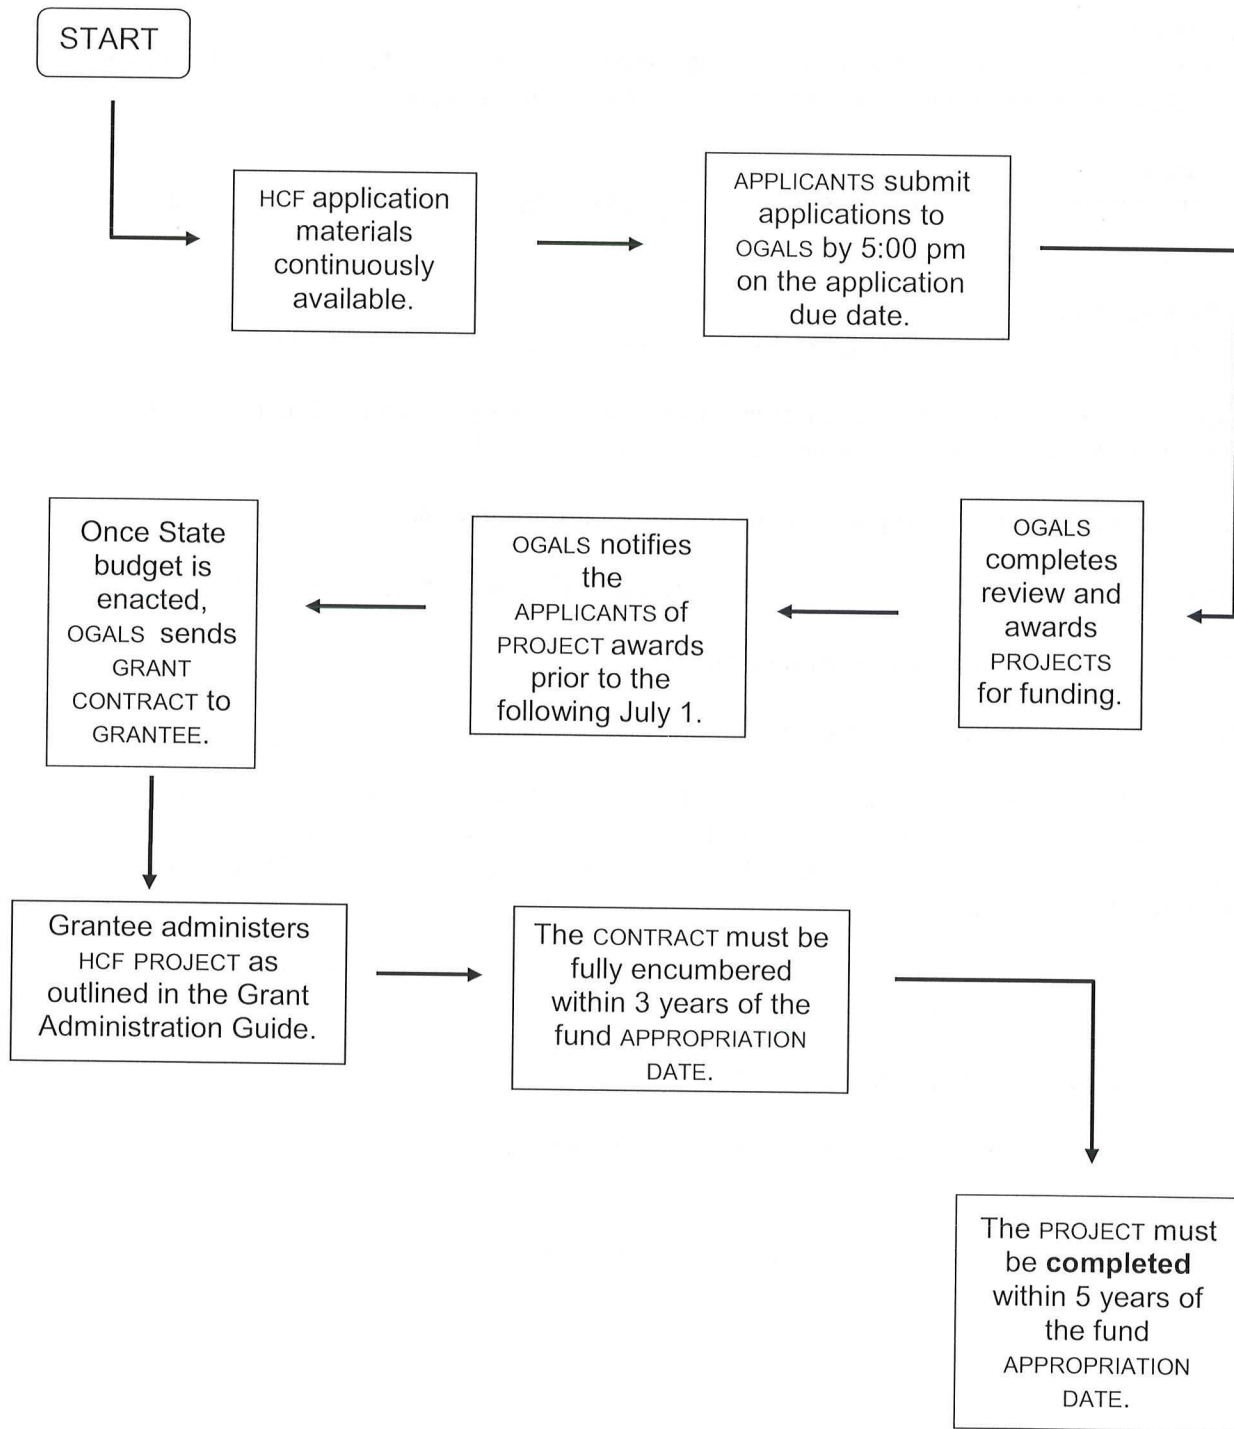 START
HCF application
materials
continuously
available.
APPLICANTS submit
applications to
OGALS by 5:00 pm
on the application
due date.
OGALS
completes
review and
awards
PROJECTS
for funding.
OGALS notifies
the
APPLICANTS of
PROJECT awards
prior to the
following July 1.
Once State
budget is
enacted,
OGALS sends
GRANT
CONTRACT to
GRANTEE.
Grantee administers
HCF PROJECT as
outlined in the Grant
Administration Guide.
The CONTRACT must be
fully encumbered
within 3 years of the
fund APPROPRIATION
DATE.
The PROJECT must
be completed
within 5 years of
the fund
APPROPRIATION
DATE.